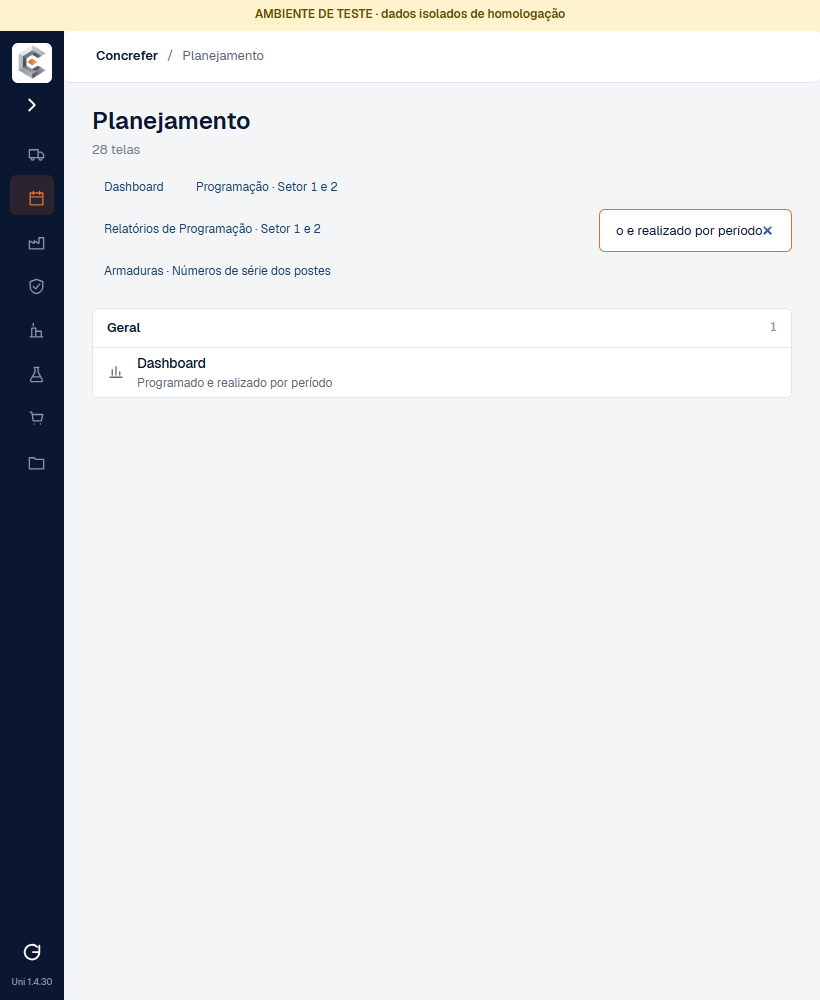 AMBIENTE DE TESTE · dados isolados de homologação
Concrefer / Planejamento
Planejamento
28 telas
Dashboard
Programação · Setor 1 e 2
Relatórios de Programação · Setor 1 e 2
o e realizado por período
Armaduras · Números de série dos postes
Geral
1
Dashboard
Programado e realizado por período
Uni 1.4.30